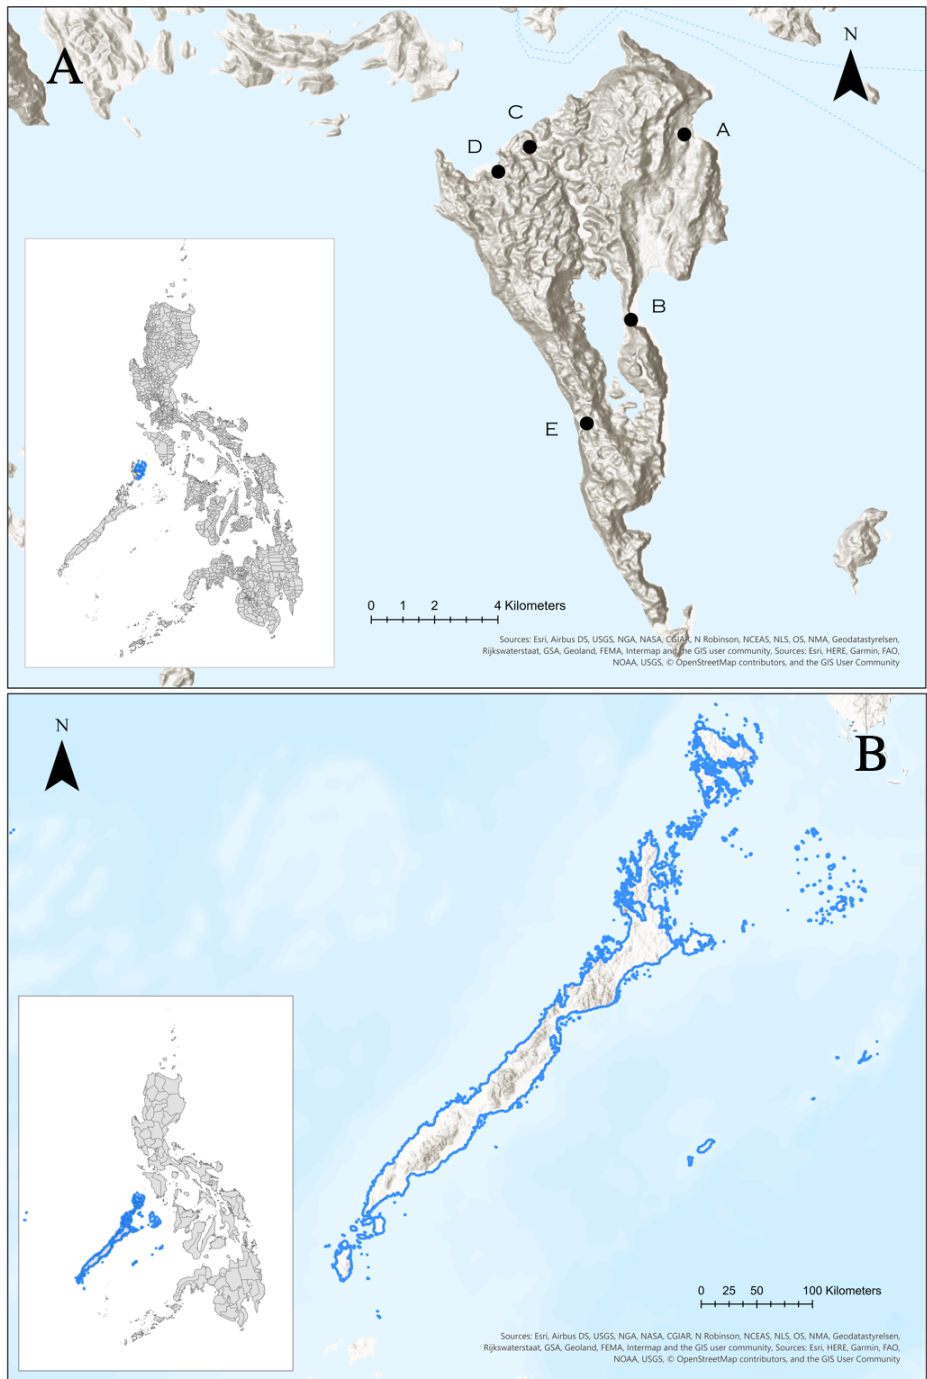 A
N
C
A
D
B
E
0 1 2 4 Kilometers
Sources: Esri, Airbus DS, USGS, NGA, NASA, CGIAR, N Robinson, NCEAS, NLS, OS, NMA, Geodatastyrelsen,
Rijkswaterstaat, GSA, Geoland, FEMA, Intermap and the GIS user community, Sources: Esri, HERE, Garmin, FAO,
NOAA, USGS, © OpenStreetMap contributors, and the GIS User Community
N
B
0 25 50 100 Kilometers
Sources: Esri, Airbus DS, USGS, NGA, NASA, CGIAR, N Robinson, NCEAS, NLS, OS, NMA, Geodatastyrelsen,
Rijkswaterstaat, GSA, Geoland, FEMA, Intermap and the GIS user community, Sources: Esri, HERE, Garmin, FAO,
NOAA, USGS, © OpenStreetMap contributors, and the GIS User Community